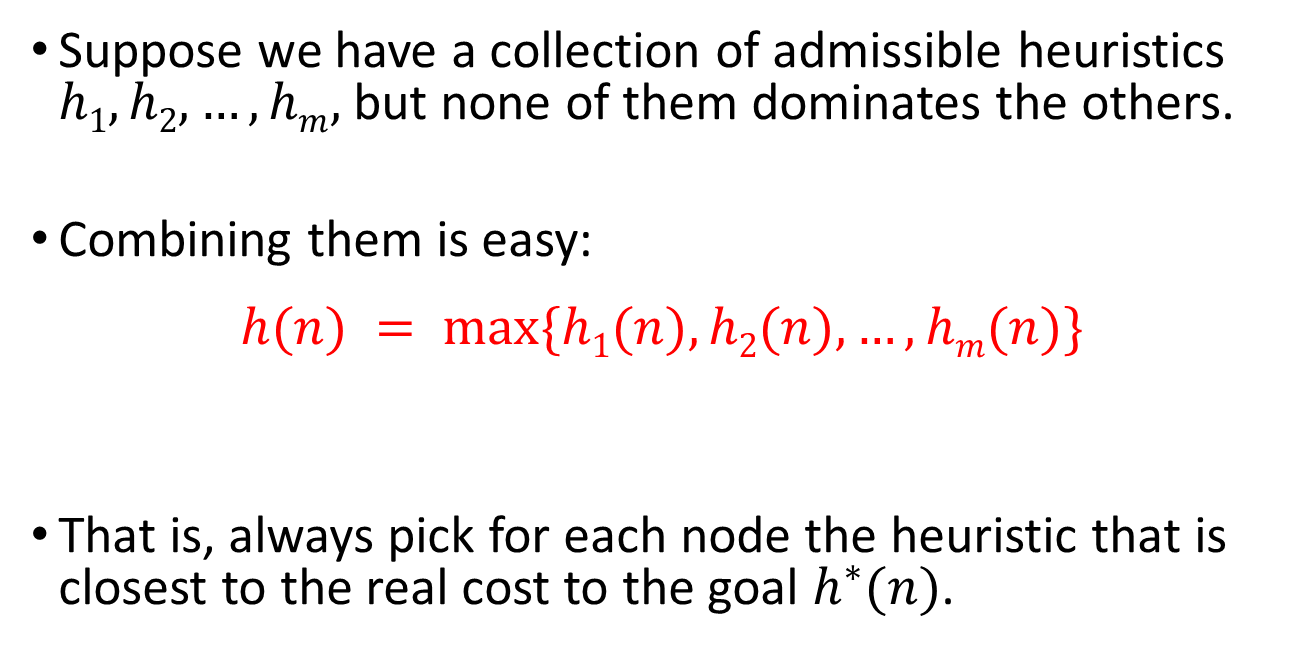 • Suppose we have a collection of admissible heuristics
h₁, h₂, … , hₘ, but none of them dominates the others.
• Combining them is easy:
h(n) = max{h₁(n), h₂(n), … , hₘ(n)}
• That is, always pick for each node the heuristic that is
closest to the real cost to the goal h*(n).